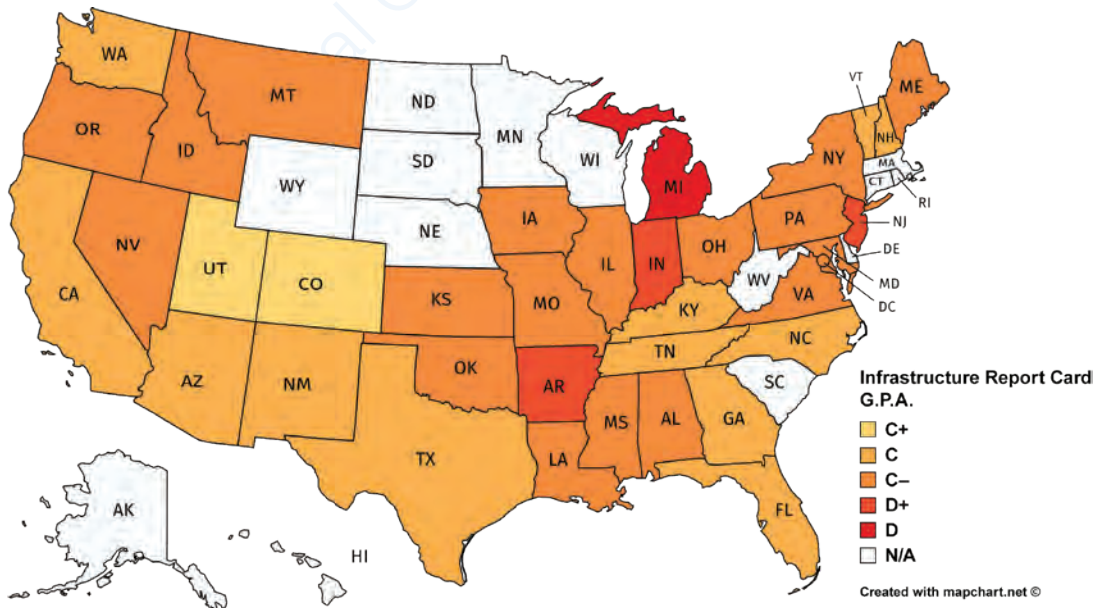 WA
MT
ND
MN
VT
ME
OR
ID
SD
WI
NH
NY
MA
WY
MI
CT
RI
NE
IA
PA
NJ
NV
IL
IN
OH
DE
UT
CO
WV
MD
CA
KS
MO
VA
DC
KY
NC
TN
AZ
NM
OK
AR
SC
MS
AL
GA
TX
LA
FL
AK
HI
Infrastructure Report Card
G.P.A.
C+
C
C–
D+
D
N/A
Created with mapchart.net ©